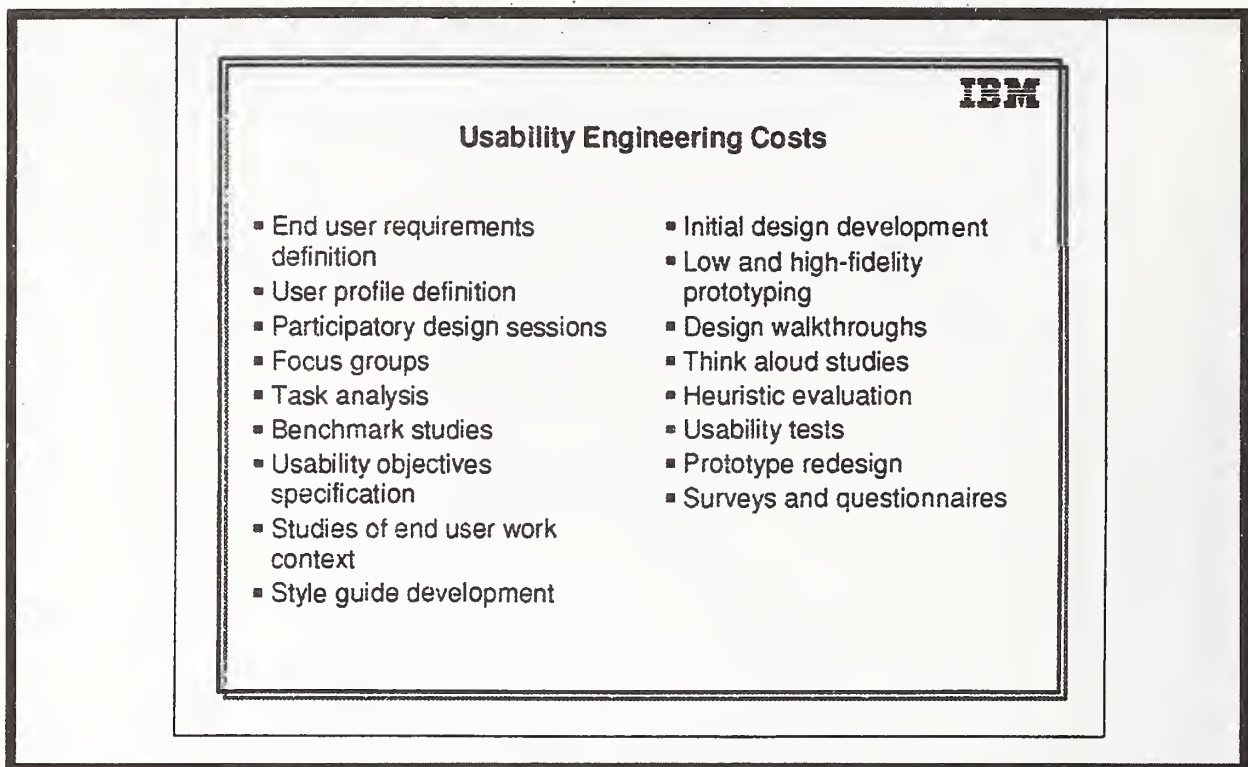 IBM
Usability Engineering Costs
▪ End user requirements
definition
▪ User profile definition
▪ Participatory design sessions
▪ Focus groups
▪ Task analysis
▪ Benchmark studies
▪ Usability objectives
specification
▪ Studies of end user work
context
▪ Style guide development
▪ Initial design development
▪ Low and high-fidelity
prototyping
▪ Design walkthroughs
▪ Think aloud studies
▪ Heuristic evaluation
▪ Usability tests
▪ Prototype redesign
▪ Surveys and questionnaires